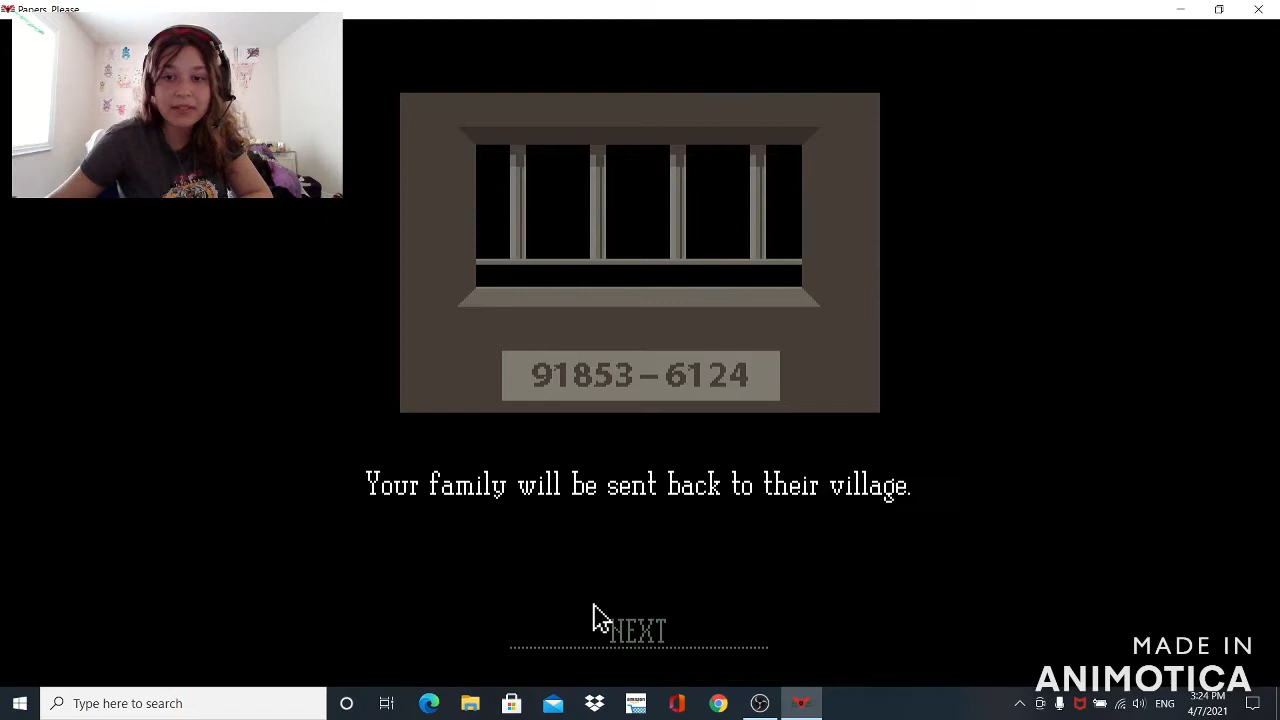 Papers, Please
91853-6124
Your family will be sent back to their village.
NEXT
MADE IN
ANIMOTICA
Type here to search
amazon
ENG
3:24 PM
4/7/2021